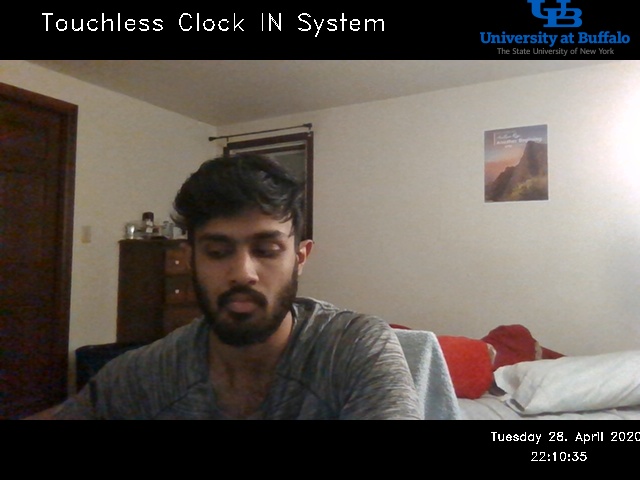 Touchless Clock IN System
UB
University at Buffalo
The State University of New York
Tuesday 28. April 2020
22:10:35